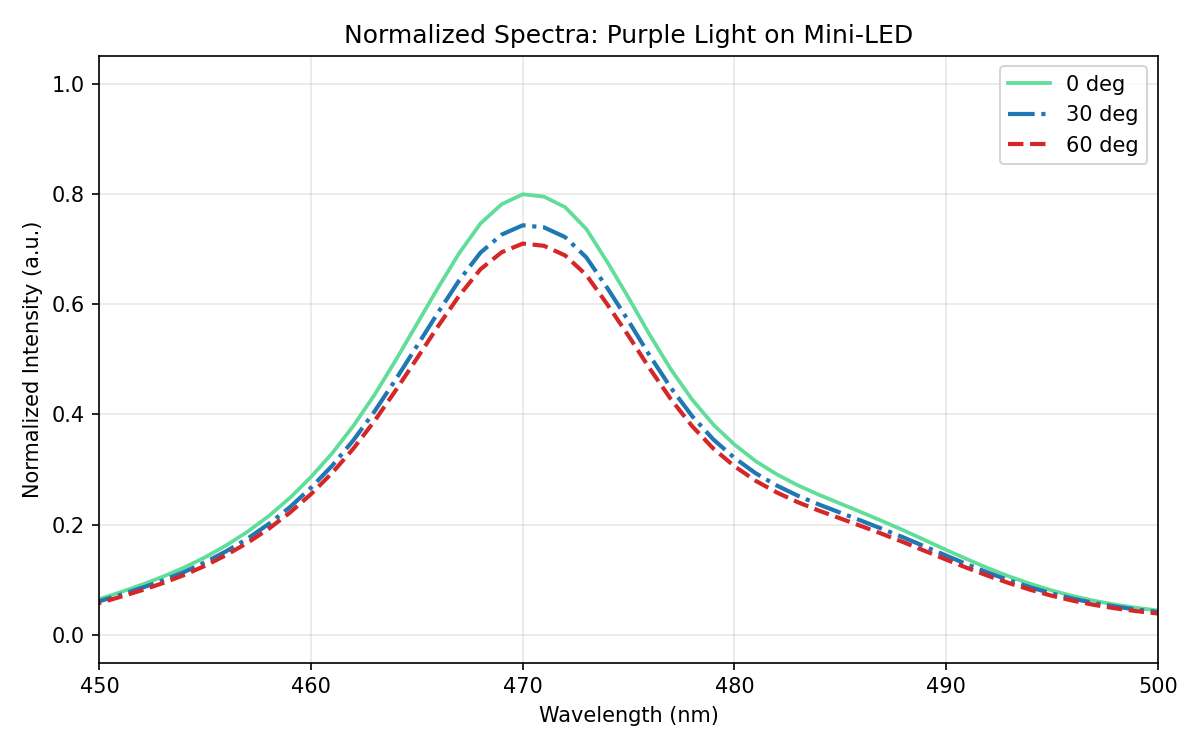 Normalized Spectra: Purple Light on Mini-LED
1.0
0.8
0.6
0.4
0.2
0.0
Normalized Intensity (a.u.)
0 deg
30 deg
60 deg
450 460 470 480 490 500
Wavelength (nm)